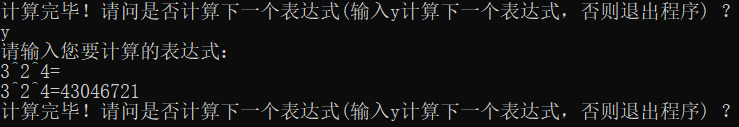 计算完毕！请问是否计算下一个表达式(输入y计算下一个表达式，否则退出程序) ？
y
请输入您要计算的表达式：
3^2^4=
3^2^4=43046721
计算完毕！请问是否计算下一个表达式(输入y计算下一个表达式，否则退出程序) ？